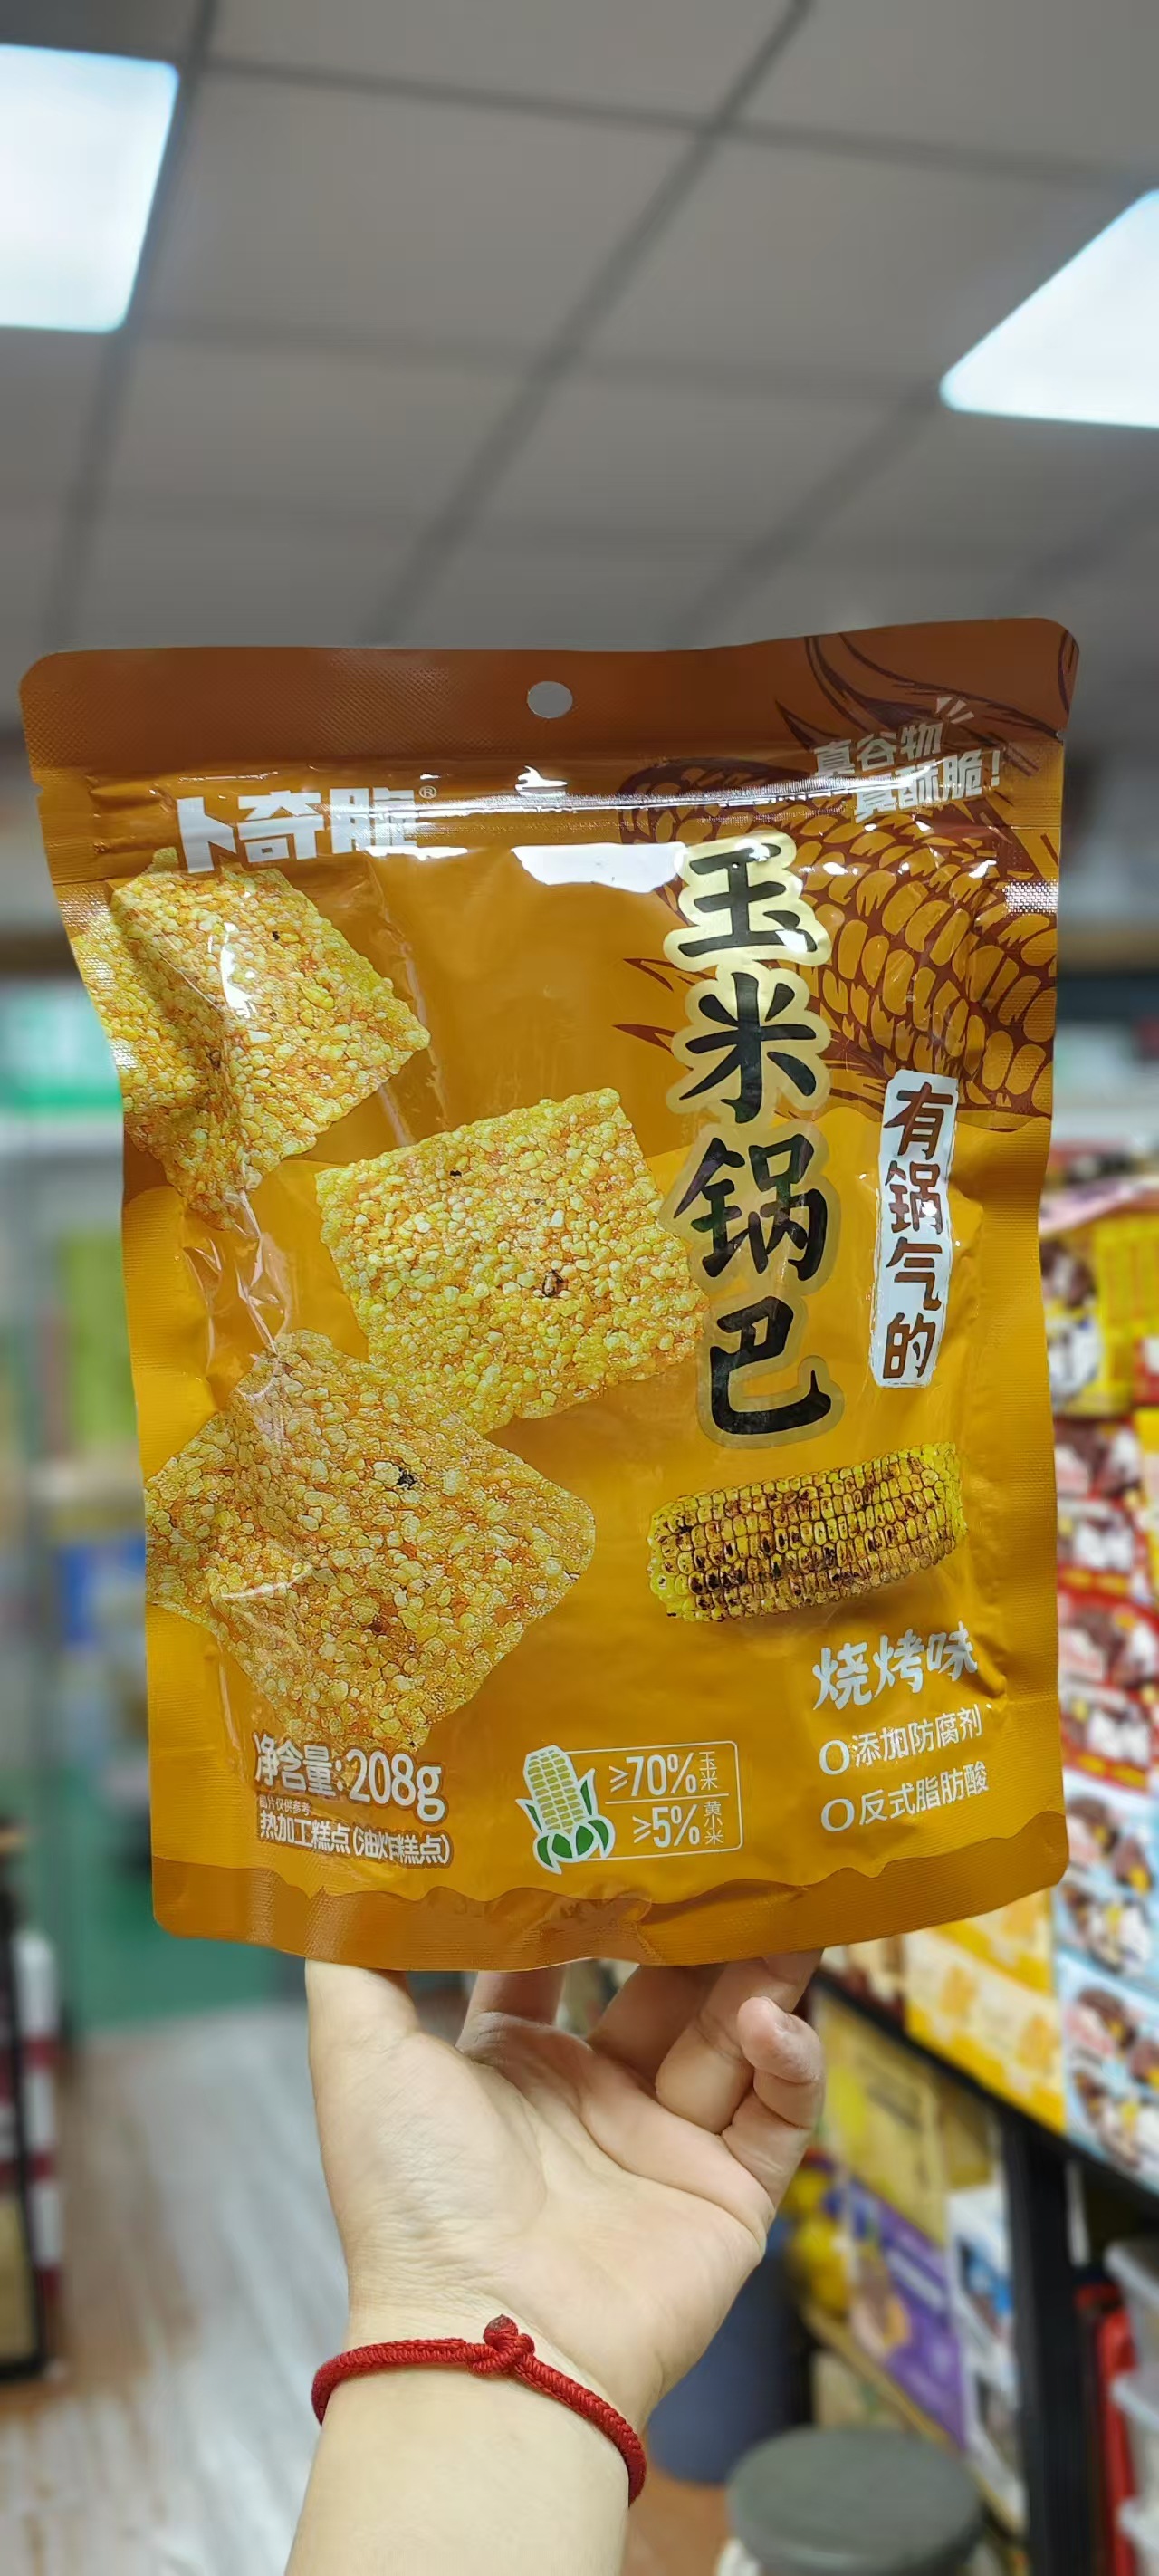 卜奇脆®
真谷物
真酥脆!
玉米锅巴
有锅气的
烧烤味
0添加防腐剂
0反式脂肪酸
净含量:208g
图片仅供参考
热加工糕点(油炸糕点)
≥70%玉米
≥5%黄小米